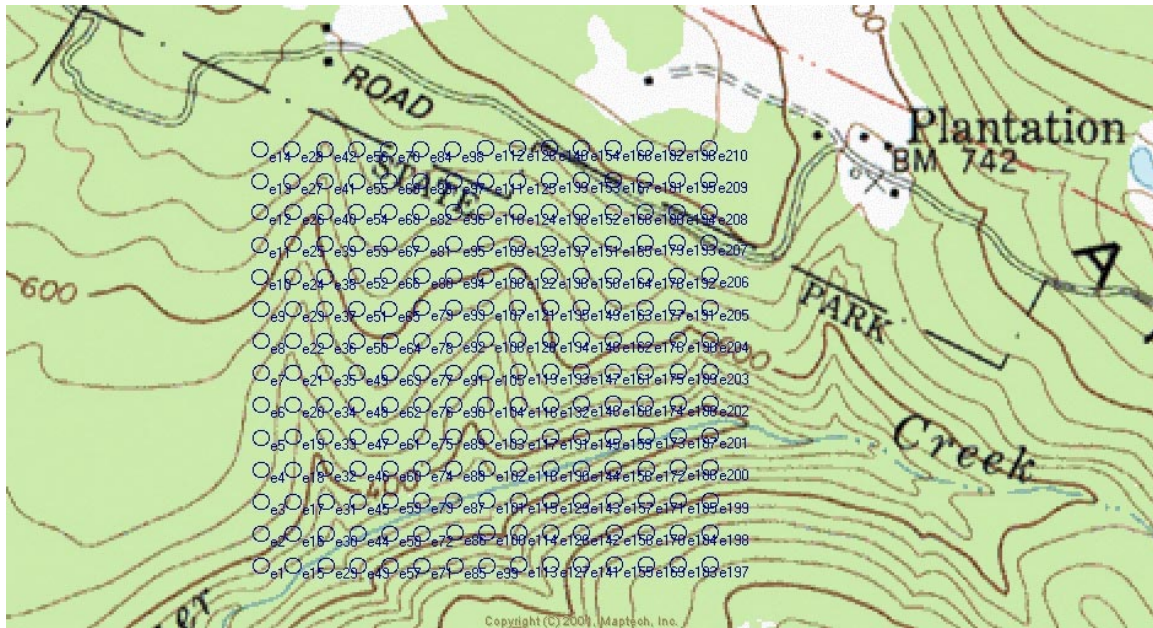 ROAD
Plantation
BM 742
e14 e28 e42 e56 e70 e84 e98 e112 e126 e140 e154 e168 e182 e196 e210
STATE
e13 e27 e41 e55 e69 e83 e97 e111 e125 e139 e153 e167 e181 e195 e209
e12 e26 e40 e54 e68 e82 e96 e110 e124 e138 e152 e166 e180 e194 e208
e11 e25 e39 e53 e67 e81 e95 e109 e123 e137 e151 e165 e179 e193 e207
A
600
e10 e24 e38 e52 e66 e80 e94 e108 e122 e136 e150 e164 e178 e192 e206
PARK
e9 e23 e37 e51 e65 e79 e93 e107 e121 e135 e149 e163 e177 e191 e205
e8 e22 e36 e50 e64 e78 e92 e106 e120 e134 e148 e162 e176 e190 e204
e7 e21 e35 e49 e63 e77 e91 e105 e119 e133 e147 e161 e175 e189 e203
e6 e20 e34 e48 e62 e76 e90 e104 e118 e132 e146 e160 e174 e188 e202
e5 e19 e33 e47 e61 e75 e89 e103 e117 e131 e145 e159 e173 e187 e201
Creek
e4 e18 e32 e46 e60 e74 e88 e102 e116 e130 e144 e158 e172 e186 e200
400
e3 e17 e31 e45 e59 e73 e87 e101 e115 e129 e143 e157 e171 e185 e199
e2 e16 e30 e44 e58 e72 e86 e100 e114 e128 e142 e156 e170 e184 e198
e1 e15 e29 e43 e57 e71 e85 e99 e113 e127 e141 e155 e169 e183 e197
Copyright (C) 2001, Maptech, Inc.